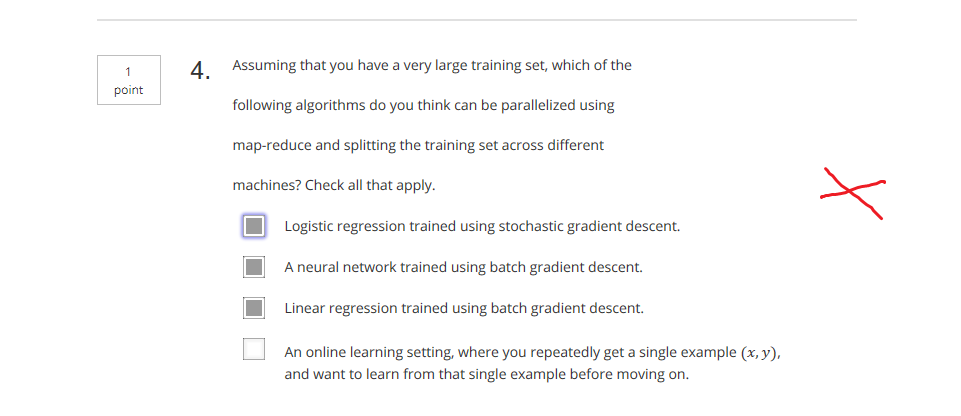 1
point
4.
Assuming that you have a very large training set, which of the
following algorithms do you think can be parallelized using
map-reduce and splitting the training set across different
machines? Check all that apply.
Logistic regression trained using stochastic gradient descent.
A neural network trained using batch gradient descent.
Linear regression trained using batch gradient descent.
An online learning setting, where you repeatedly get a single example (x, y),
and want to learn from that single example before moving on.